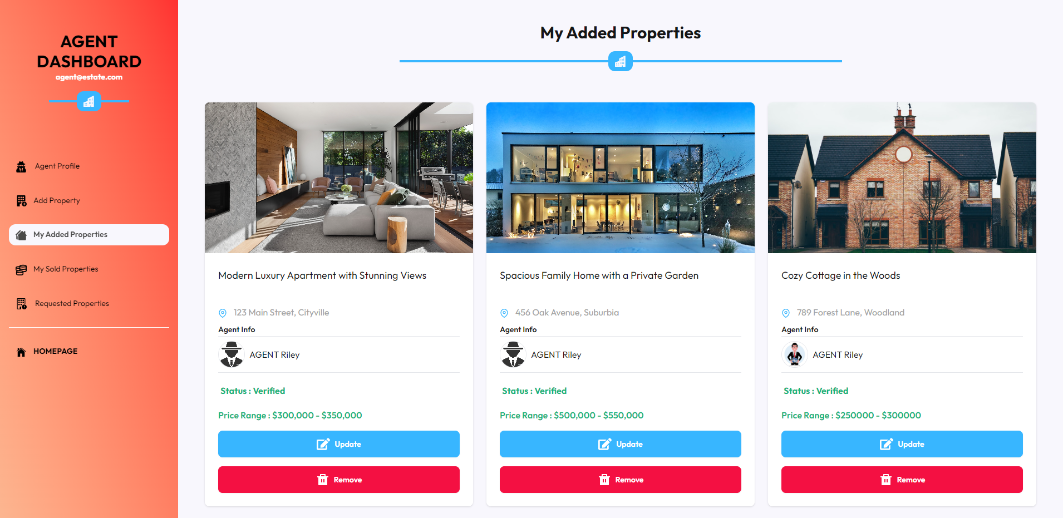 AGENT
DASHBOARD
agent@estate.com
Agent Profile
Add Property
My Added Properties
My Sold Properties
Requested Properties
HOMEPAGE
My Added Properties
Modern Luxury Apartment with Stunning Views
123 Main Street, Cityville
Agent Info
AGENT Riley
Status : Verified
Price Range : $300,000 - $350,000
Update
Remove
Spacious Family Home with a Private Garden
456 Oak Avenue, Suburbia
Agent Info
AGENT Riley
Status : Verified
Price Range : $500,000 - $550,000
Update
Remove
Cozy Cottage in the Woods
789 Forest Lane, Woodland
Agent Info
AGENT Riley
Status : Verified
Price Range : $250000 - $300000
Update
Remove